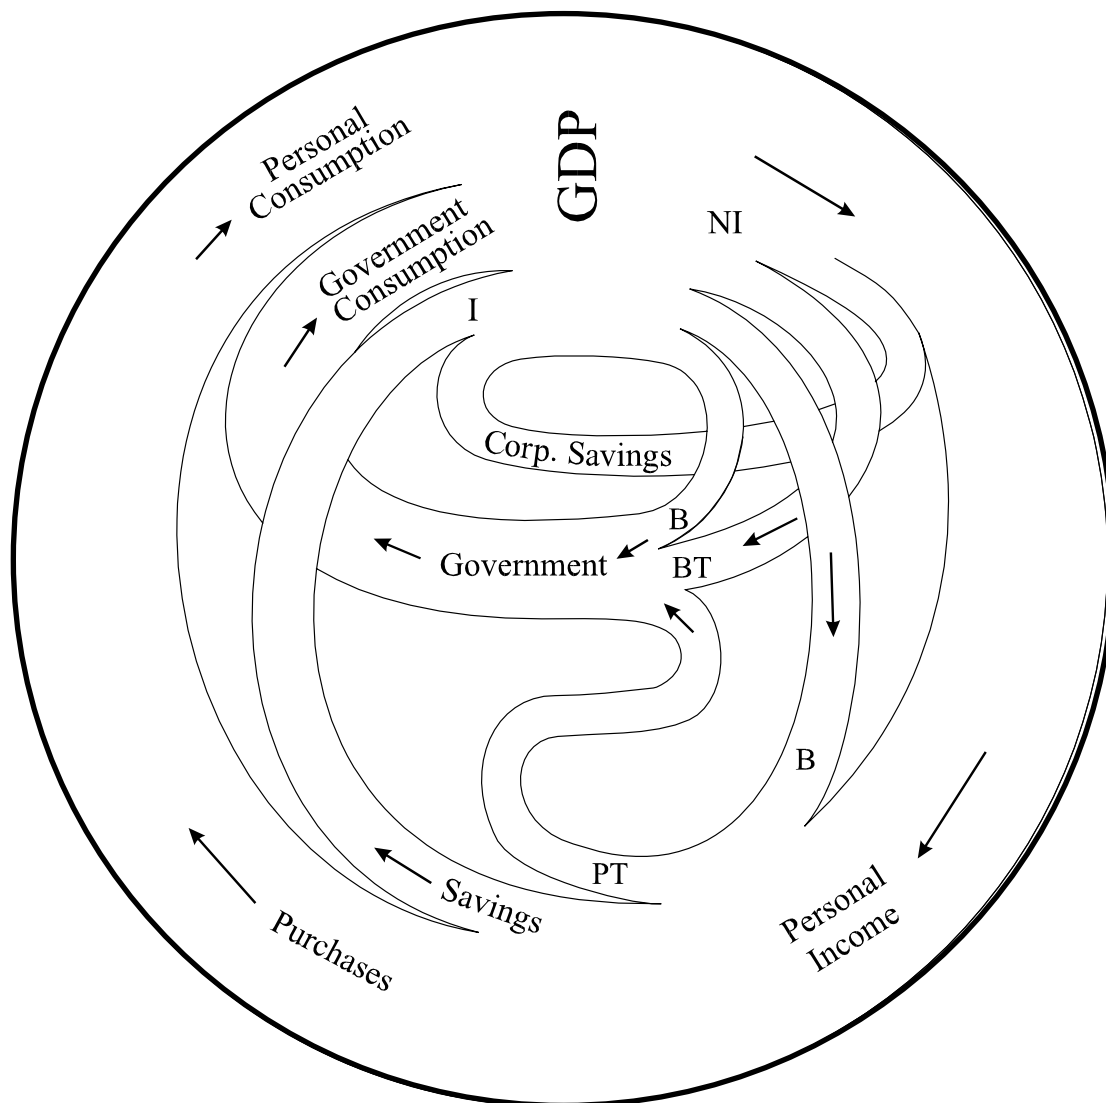 Personal
Consumption
GDP
NI
Government
Consumption
I
Corp. Savings
B
Government
BT
B
PT
Savings
Purchases
Personal
Income